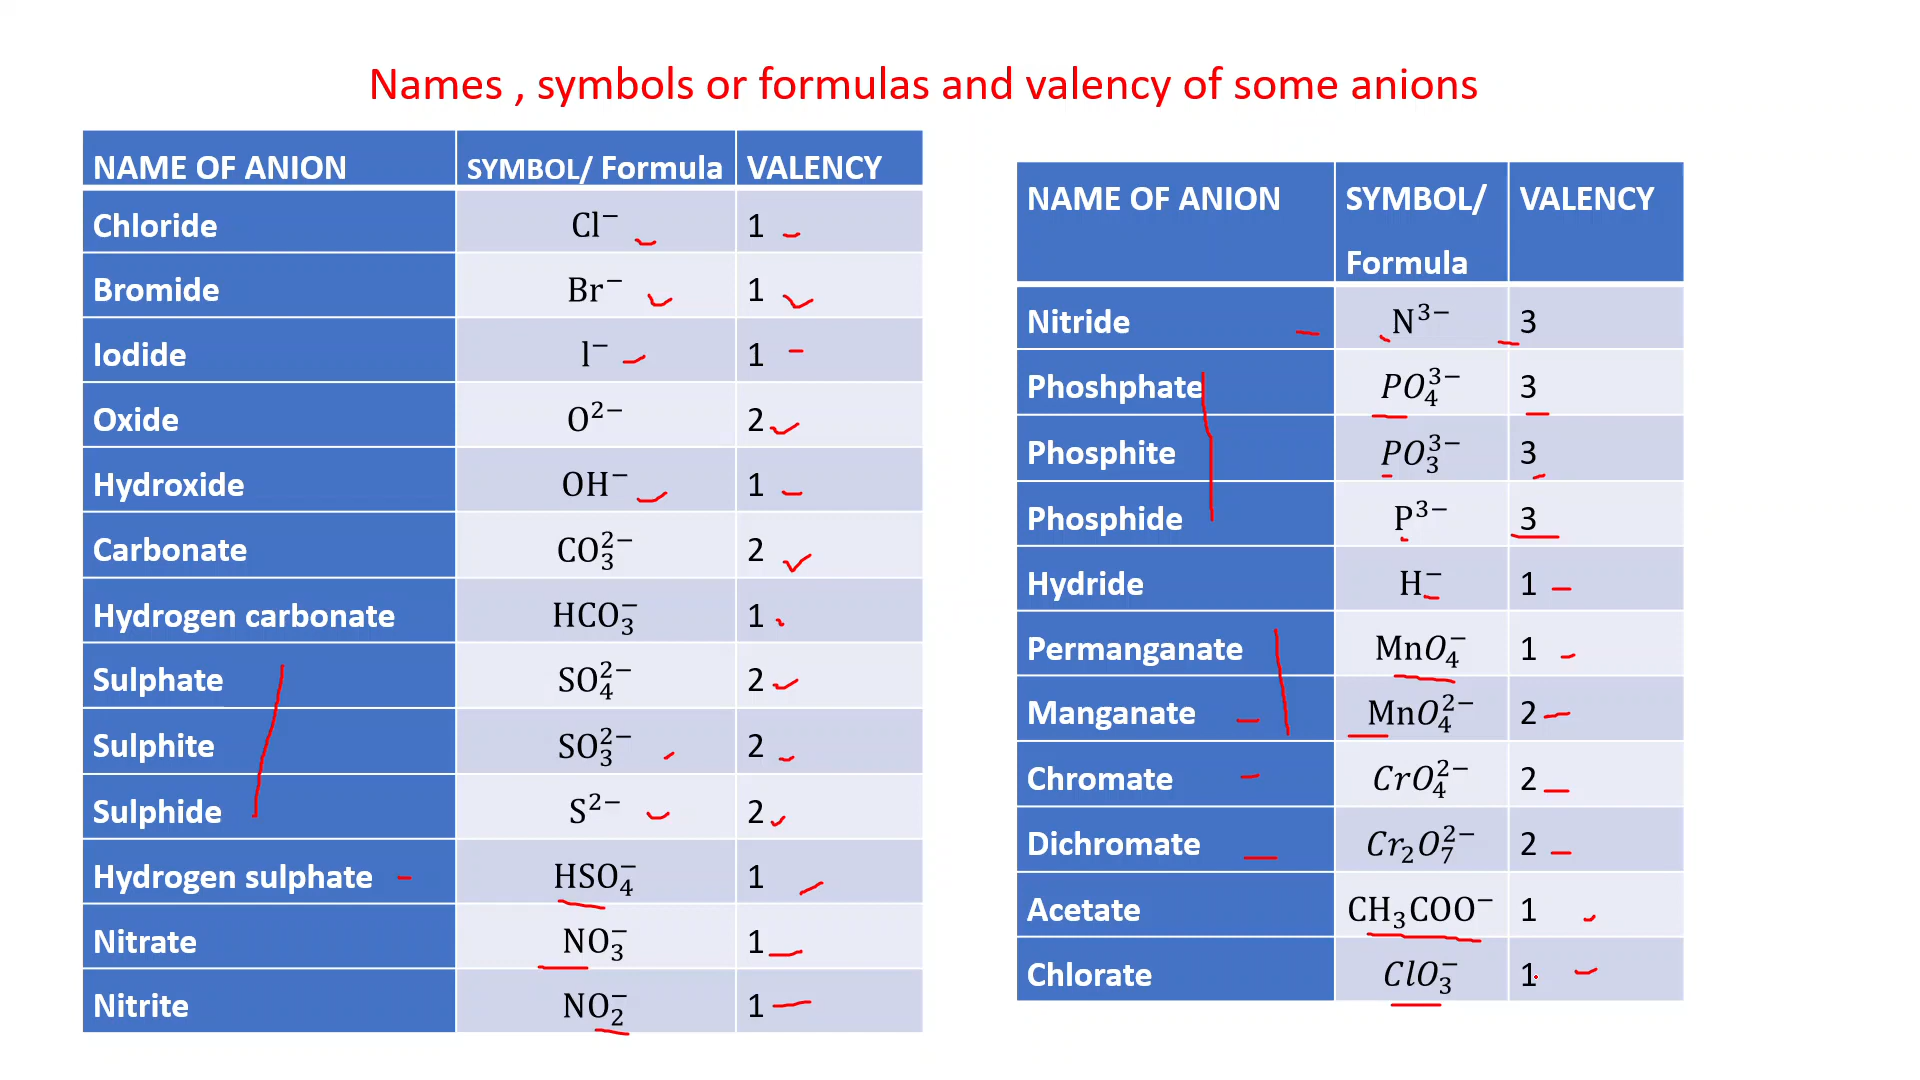 Names , symbols or formulas and valency of some anions
NAME OF ANION SYMBOL/ Formula VALENCY
Chloride Cl⁻ 1
Bromide Br⁻ 1
Iodide I⁻ 1
Oxide O²⁻ 2
Hydroxide OH⁻ 1
Carbonate CO₃²⁻ 2
Hydrogen carbonate HCO₃⁻ 1
Sulphate SO₄²⁻ 2
Sulphite SO₃²⁻ 2
Sulphide S²⁻ 2
Hydrogen sulphate HSO₄⁻ 1
Nitrate NO₃⁻ 1
Nitrite NO₂⁻ 1
NAME OF ANION SYMBOL/ VALENCY
Formula
Nitride N³⁻ 3
Phoshphate PO₄³⁻ 3
Phosphite PO₃³⁻ 3
Phosphide P³⁻ 3
Hydride H⁻ 1
Permanganate MnO₄⁻ 1
Manganate MnO₄²⁻ 2
Chromate CrO₄²⁻ 2
Dichromate Cr₂O₇²⁻ 2
Acetate CH₃COO⁻ 1
Chlorate ClO₃⁻ 1